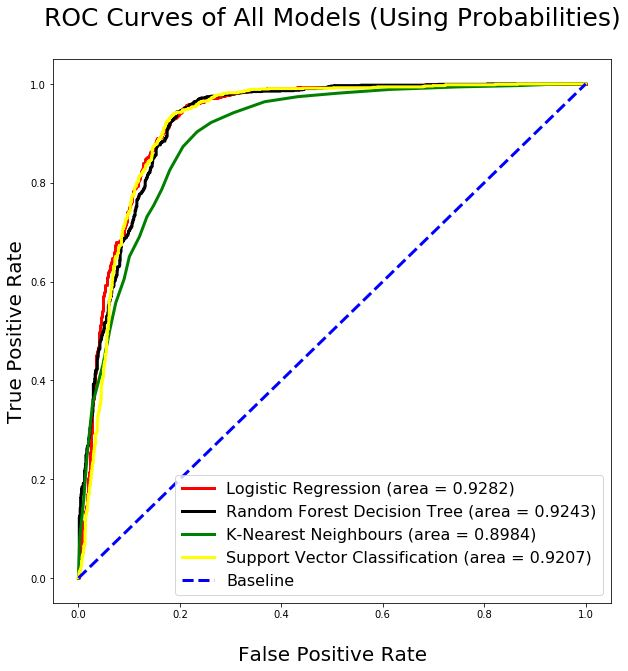 ROC Curves of All Models (Using Probabilities)
1.0
0.8
0.6
0.4
0.2
0.0
True Positive Rate
Logistic Regression (area = 0.9282)
Random Forest Decision Tree (area = 0.9243)
K-Nearest Neighbours (area = 0.8984)
Support Vector Classification (area = 0.9207)
Baseline
0.0 0.2 0.4 0.6 0.8 1.0
False Positive Rate